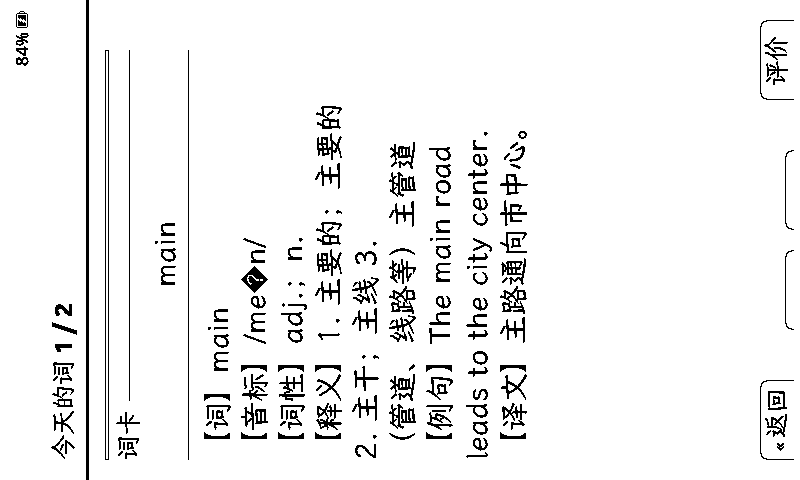 84%
今天的词 1/2
词卡
main
【词】 main
【音标】 /me�n/
【词性】 adj.; n.
【释义】 1. 主要的; 主要的
2. 主干; 主线 3.
(管道、线路等) 主管道
【例句】 The main road
leads to the city center.
【译文】 主路通向市中心。
«返回
评价